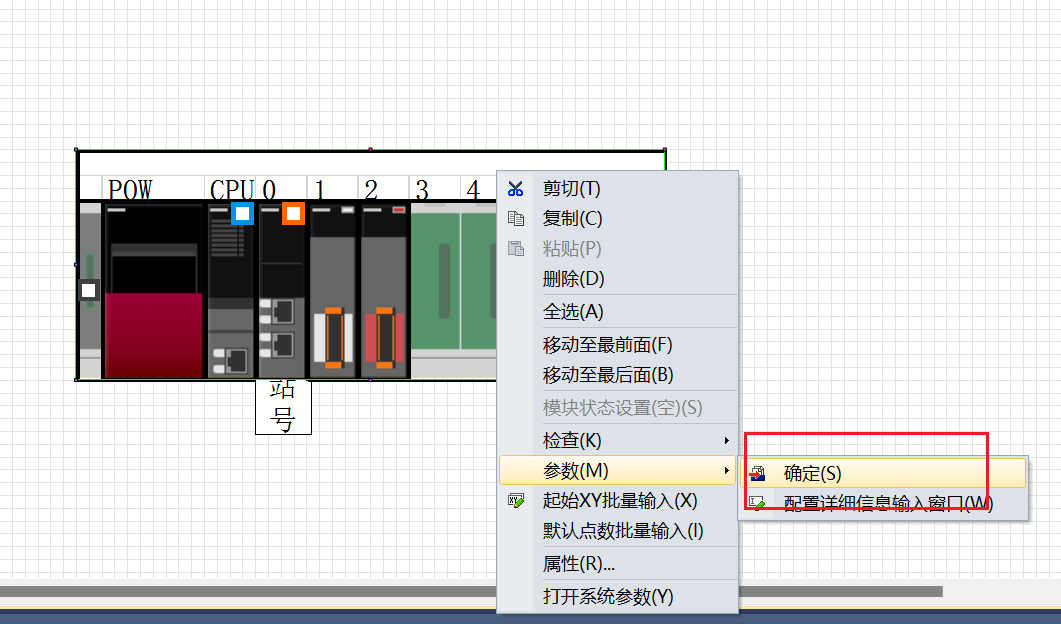 POW CPU 0 1 2 3 4
站
号
剪切(T)
复制(C)
粘贴(P)
删除(D)
全选(A)
移动至最前面(F)
移动至最后面(B)
模块状态设置(空)(S)
检查(K)
参数(M)
确定(S)
起始XY批量输入(X)
配置详细信息输入窗口(W)
默认点数批量输入(I)
属性(R)...
打开系统参数(Y)